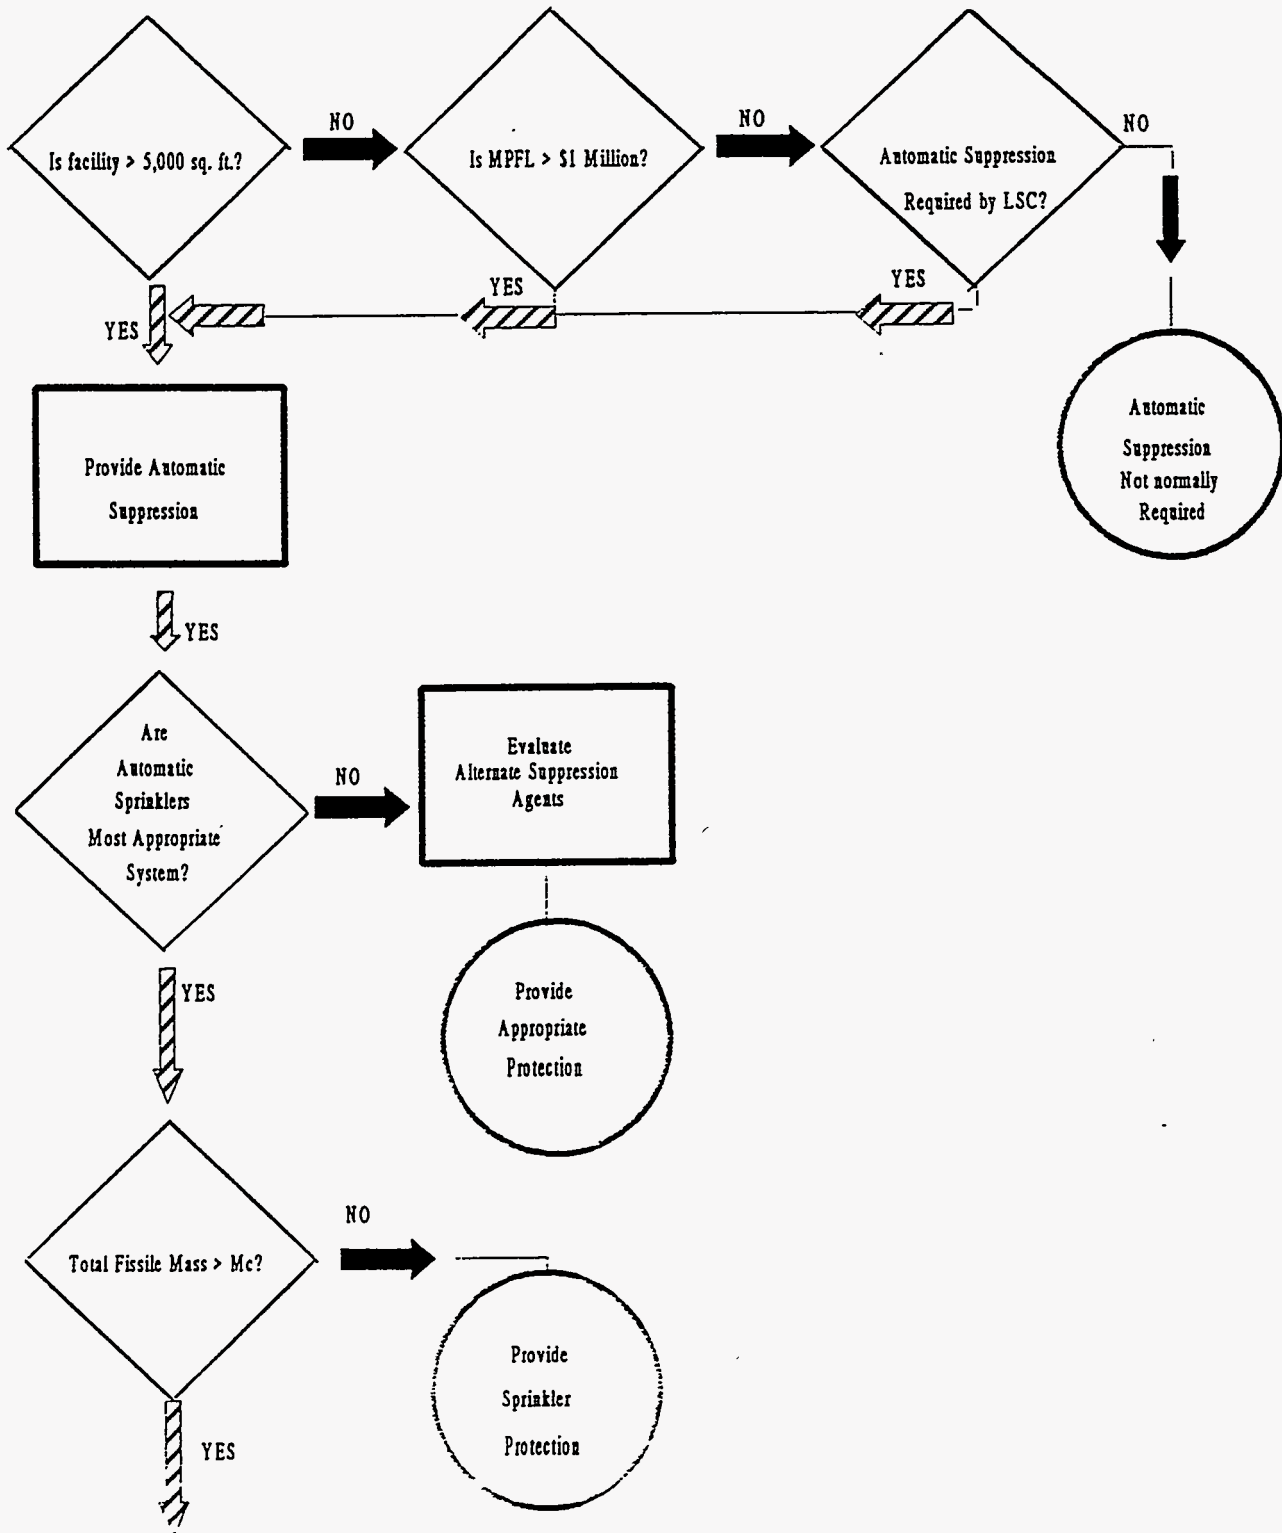 Is facility > 5,000 sq. ft.?
NO
Is MPFL > $1 Million?
NO
Automatic Suppression
Required by LSC?
NO
YES
YES
YES
Automatic
Suppression
Not normally
Required
Provide Automatic
Suppression
YES
Are
Automatic
Sprinklers
Most Appropriate
System?
NO
Evaluate
Alternate Suppression
Agents
Provide
Appropriate
Protection
YES
Total Fissile Mass > Mc?
NO
Provide
Sprinkler
Protection
YES